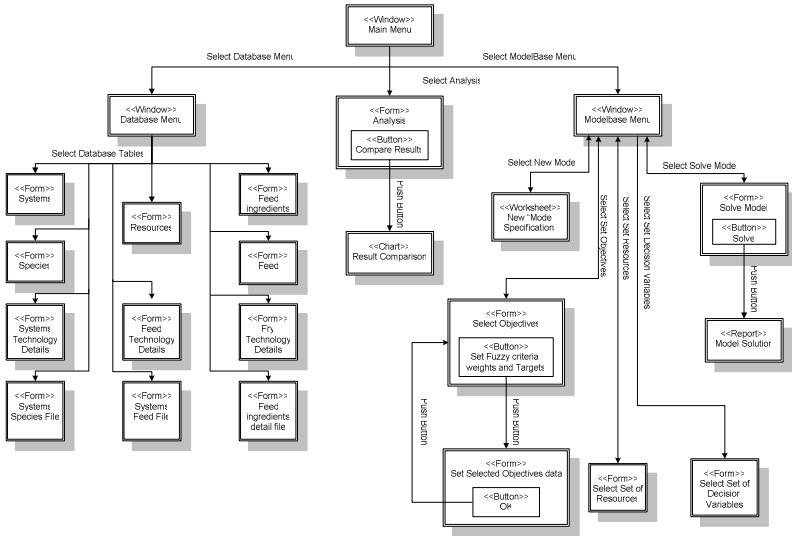 <<Window>>
Main Menu
Select Database Menu
Select ModelBase Menu
Select Analysis
<<Window>>
Database Menu
<<Form>>
Analysis
<<Button>>
Compare Results
<<Window>>
Modelbase Menu
Select Database Tables
<<Form>>
Systems
<<Form>>
Resources
<<Form>>
Feed
ingredients
<<Form>>
Species
<<Form>>
Feed
<<Form>>
Systems
Technology
Details
<<Form>>
Feed
Technology
Details
<<Form>>
Fry
Technology
Details
<<Form>>
Systems
Species File
<<Form>>
Systems
Feed File
<<Form>>
Feed
ingredients
detail file
Push Button
<<Chart>>
Result Comparison
Select New Mode
<<Worksheet>>
New "Mode
Specification
Select Set Objectives
Select Set Resources
Select Set Decision Variables
Select Solve Mode
<<Form>>
Solve Model
<<Button>>
Solve
Push Button
<<Report>>
Model Solution
<<Form>>
Select Objectives
<<Button>>
Set Fuzzy criteria
weights and Targets
Push Button
Push Button
<<Form>>
Set Selected Objectives data
<<Button>>
OK
<<Form>>
Select Set of
Resources
<<Form>>
Select Set of
Decision
Variables